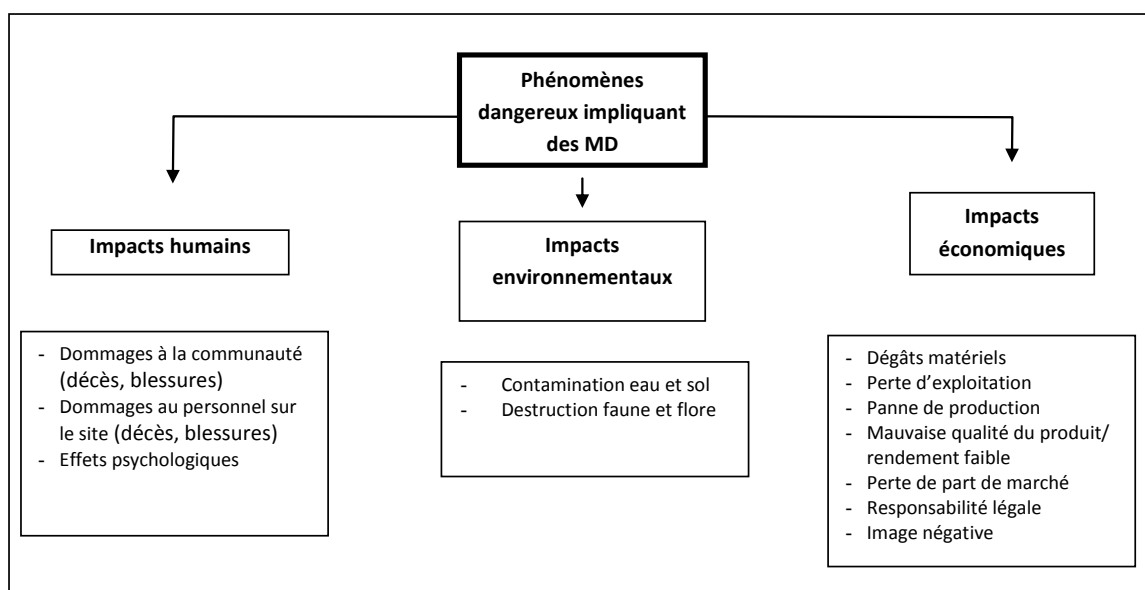 Phénomènes
dangereux impliquant
des MD
Impacts humains
Impacts
environnementaux
Impacts
économiques
- Dommages à la communauté
(décès, blessures)
- Dommages au personnel sur
le site (décès, blessures)
- Effets psychologiques
- Contamination eau et sol
- Destruction faune et flore
- Dégâts matériels
- Perte d’exploitation
- Panne de production
- Mauvaise qualité du produit/
rendement faible
- Perte de part de marché
- Responsabilité légale
- Image négative